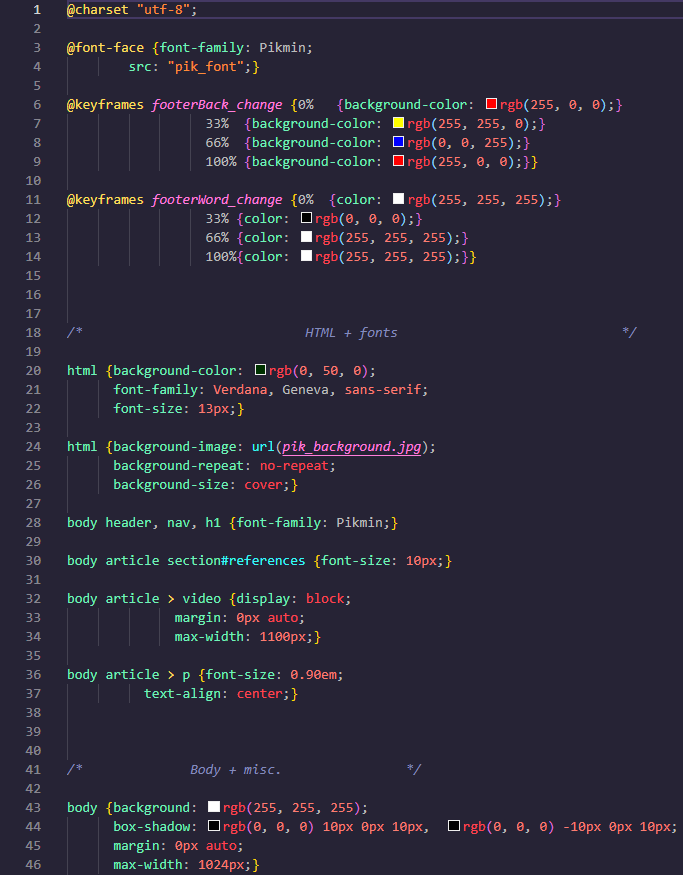 1 @charset "utf-8";
2
3 @font-face {font-family: Pikmin;
4 src: "pik_font";}
5
6 @keyframes footerBack_change {0% {background-color: rgb(255, 0, 0);}
7 33% {background-color: rgb(255, 255, 0);}
8 66% {background-color: rgb(0, 0, 255);}
9 100% {background-color: rgb(255, 0, 0);}}
10
11 @keyframes footerWord_change {0% {color: rgb(255, 255, 255);}
12 33% {color: rgb(0, 0, 0);}
13 66% {color: rgb(255, 255, 255);}
14 100%{color: rgb(255, 255, 255);}}
15
16
17
18 /* HTML + fonts */
19
20 html {background-color: rgb(0, 50, 0);
21 font-family: Verdana, Geneva, sans-serif;
22 font-size: 13px;}
23
24 html {background-image: url(pik_background.jpg);
25 background-repeat: no-repeat;
26 background-size: cover;}
27
28 body header, nav, h1 {font-family: Pikmin;}
29
30 body article section#references {font-size: 10px;}
31
32 body article > video {display: block;
33 margin: 0px auto;
34 max-width: 1100px;}
35
36 body article > p {font-size: 0.90em;
37 text-align: center;}
38
39
40
41 /* Body + misc. */
42
43 body {background: rgb(255, 255, 255);
44 box-shadow: rgb(0, 0, 0) 10px 0px 10px, rgb(0, 0, 0) -10px 0px 10px;
45 margin: 0px auto;
46 max-width: 1024px;}